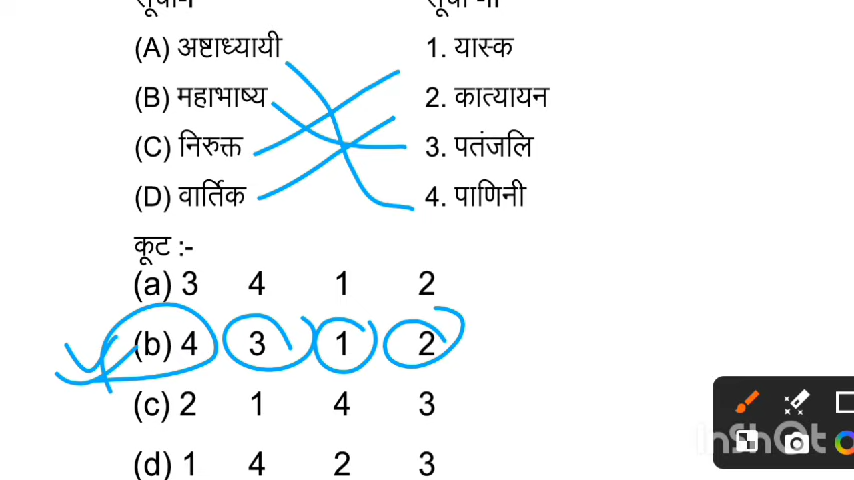 (A) अष्टाध्यायी 1. यास्क
(B) महाभाष्य 2. कात्यायन
(C) निरुक्त 3. पतंजलि
(D) वार्तिक 4. पाणिनी
कूट :-
(a) 3 4 1 2
(b) 4 3 1 2
(c) 2 1 4 3
(d) 1 4 2 3
InShot